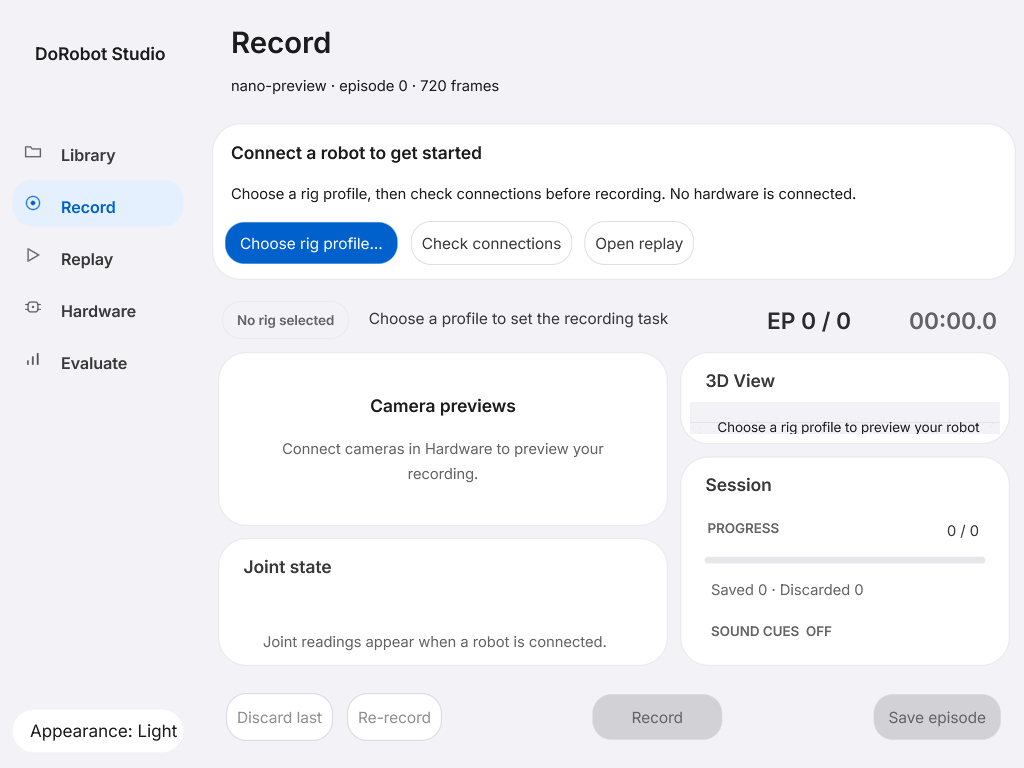 DoRobot Studio
Library
Record
Replay
Hardware
Evaluate
Appearance: Light
Record
nano-preview · episode 0 · 720 frames
Connect a robot to get started
Choose a rig profile, then check connections before recording. No hardware is connected.
Choose rig profile...
Check connections
Open replay
No rig selected
Choose a profile to set the recording task
EP 0 / 0
00:00.0
Camera previews
Connect cameras in Hardware to preview your
recording.
Joint state
Joint readings appear when a robot is connected.
3D View
Choose a rig profile to preview your robot
Session
PROGRESS
0 / 0
Saved 0 · Discarded 0
SOUND CUES OFF
Discard last
Re-record
Record
Save episode